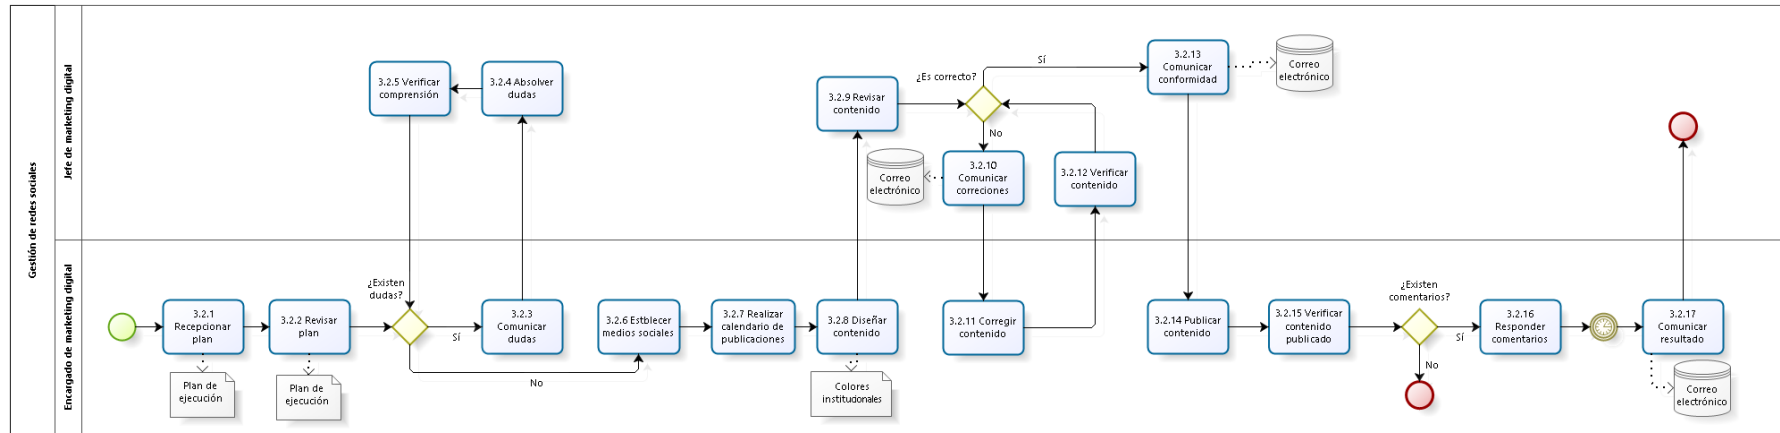 Gestión de redes sociales
Jefe de marketing digital
3.2.5 Verificar
comprensión
3.2.4 Absolver
dudas
3.2.9 Revisar
contenido
¿Es correcto?
Sí
No
3.2.13
Comunicar
conformidad
Correo
electrónico
Correo
electrónico
3.2.10
Comunicar
correciones
3.2.12 Verificar
contenido
Encargado de marketing digital
3.2.1
Recepcionar
plan
Plan de
ejecución
3.2.2 Revisar
plan
Plan de
ejecución
¿Existen
dudas?
Sí
No
3.2.3
Comunicar
dudas
3.2.6 Estblecer
medios sociales
3.2.7 Realizar
calendario de
publicaciones
3.2.8 Diseñar
contenido
Colores
institucionales
3.2.11 Corregir
contenido
3.2.14 Publicar
contenido
3.2.15 Verificar
contenido
publicado
¿Existen
comentarios?
Sí
No
3.2.16
Responder
comentarios
3.2.17
Comunicar
resultado
Correo
electrónico